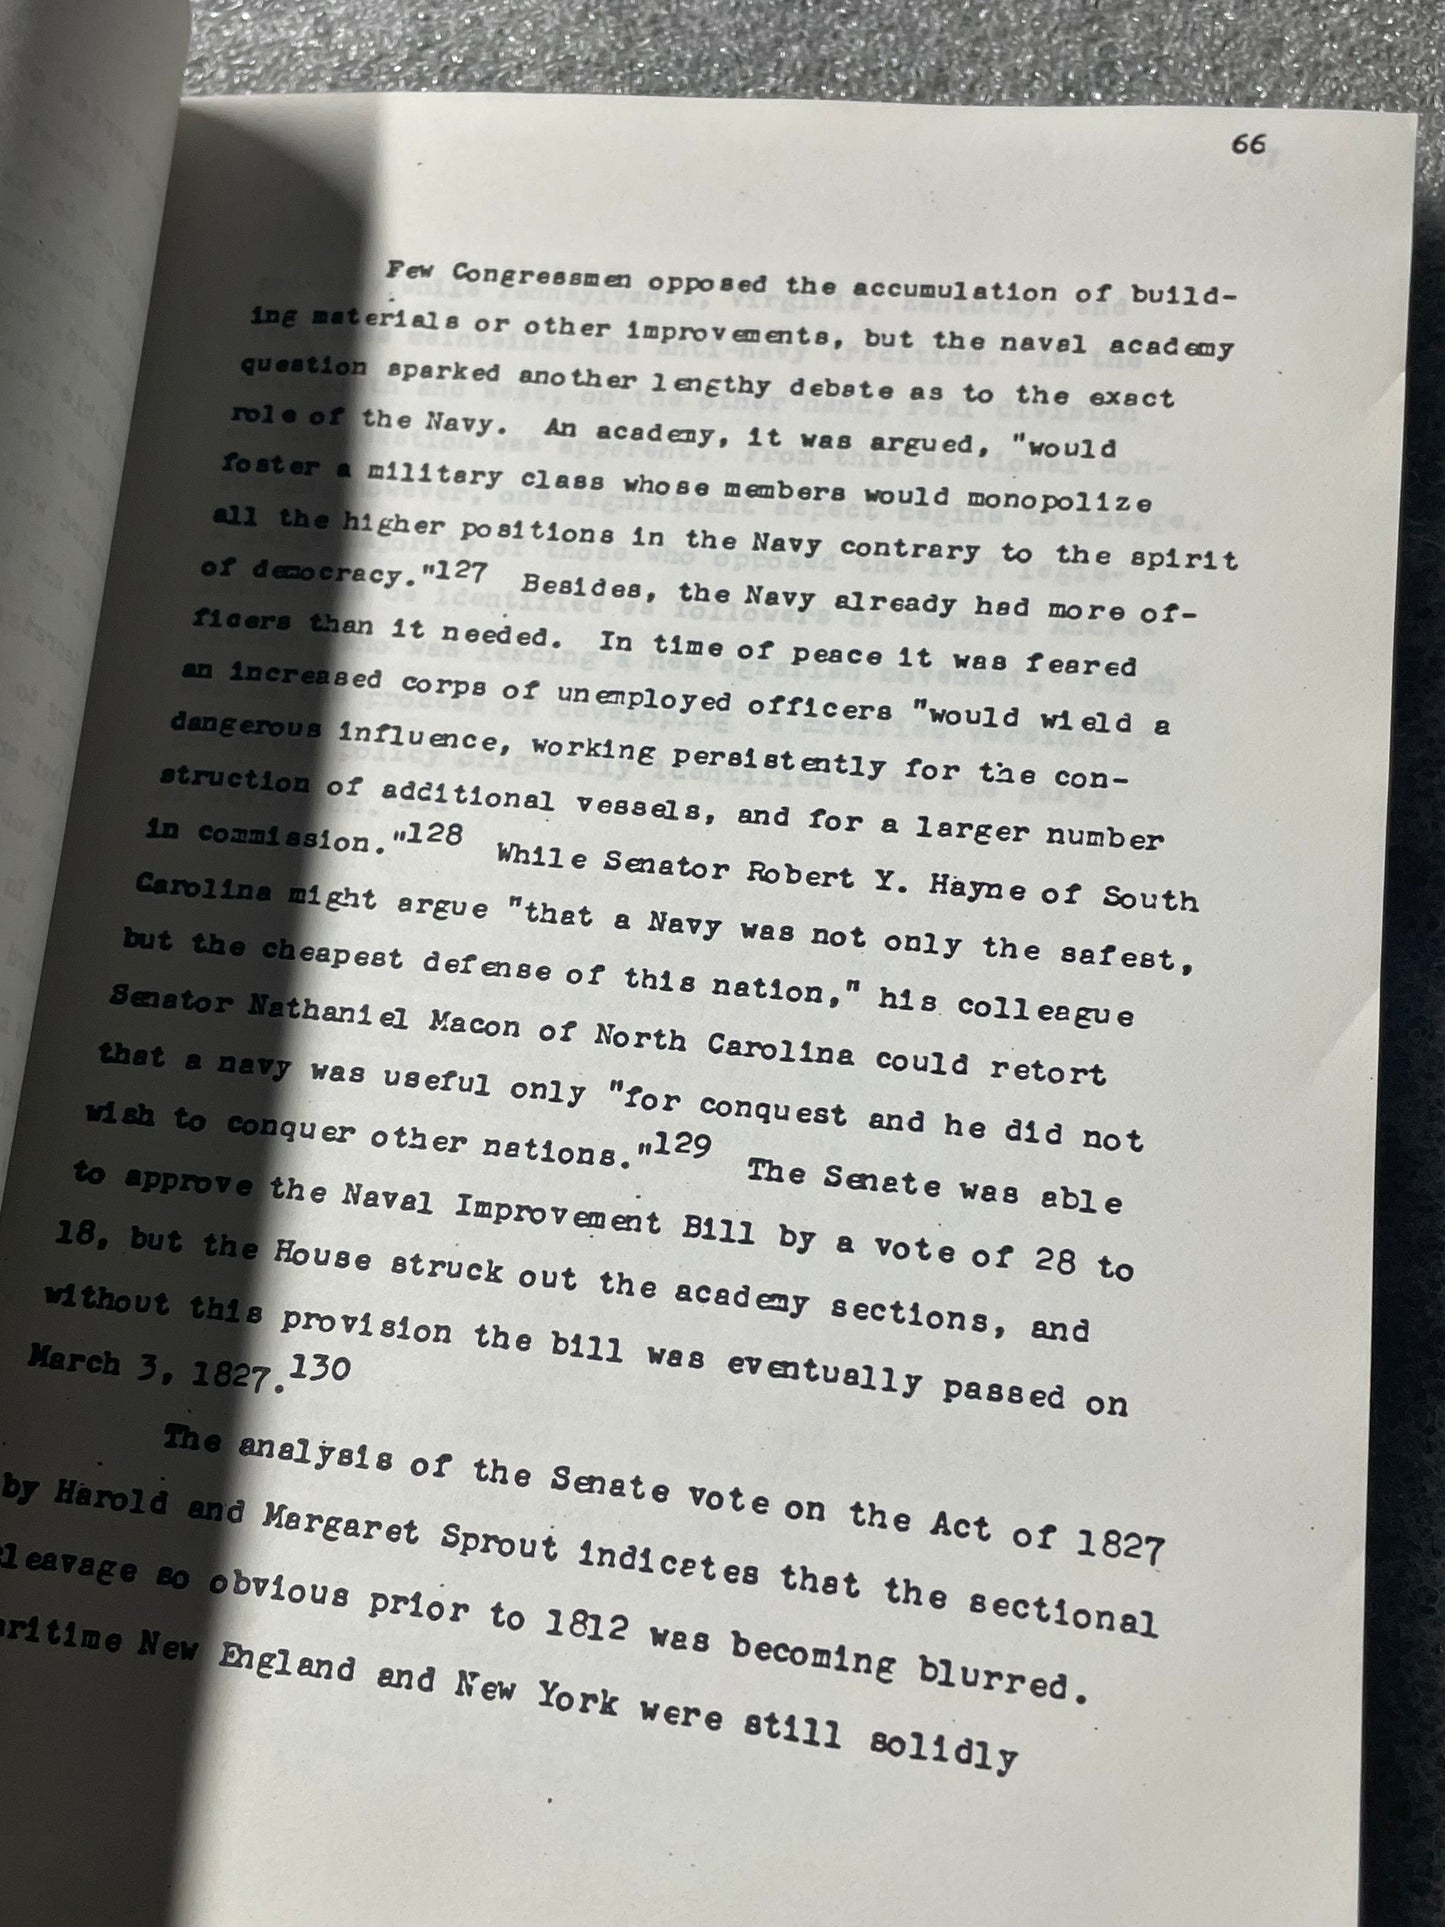 66
Few Congressmen opposed the accumulation of build-
ing materials or other improvements, but the naval academy
question sparked another lengthy debate as to the exact
role of the Navy. An academy, it was argued, "would
foster a military class whose members would monopolize
all the higher positions in the Navy contrary to the spirit
of democracy."127 Besides, the Navy already had more of-
ficers than it needed. In time of peace it was feared
an increased corps of unemployed officers "would wield a
dangerous influence, working persistently for the con-
struction of additional vessels, and for a larger number
in commission."128 While Senator Robert Y. Hayne of South
Carolina might argue "that a Navy was not only the safest,
but the cheapest defense of this nation," his colleague
Senator Nathaniel Macon of North Carolina could retort
that a navy was useful only "for conquest and he did not
wish to conquer other nations."129 The Senate was able
to approve the Naval Improvement Bill by a vote of 28 to
18, but the House struck out the academy sections, and
without this provision the bill was eventually passed on
March 3, 1827.130
The analysis of the Senate vote on the Act of 1827
by Harold and Margaret Sprout indicates that the sectional
leavage so obvious prior to 1812 was becoming blurred.
ritime New England and New York were still solidly